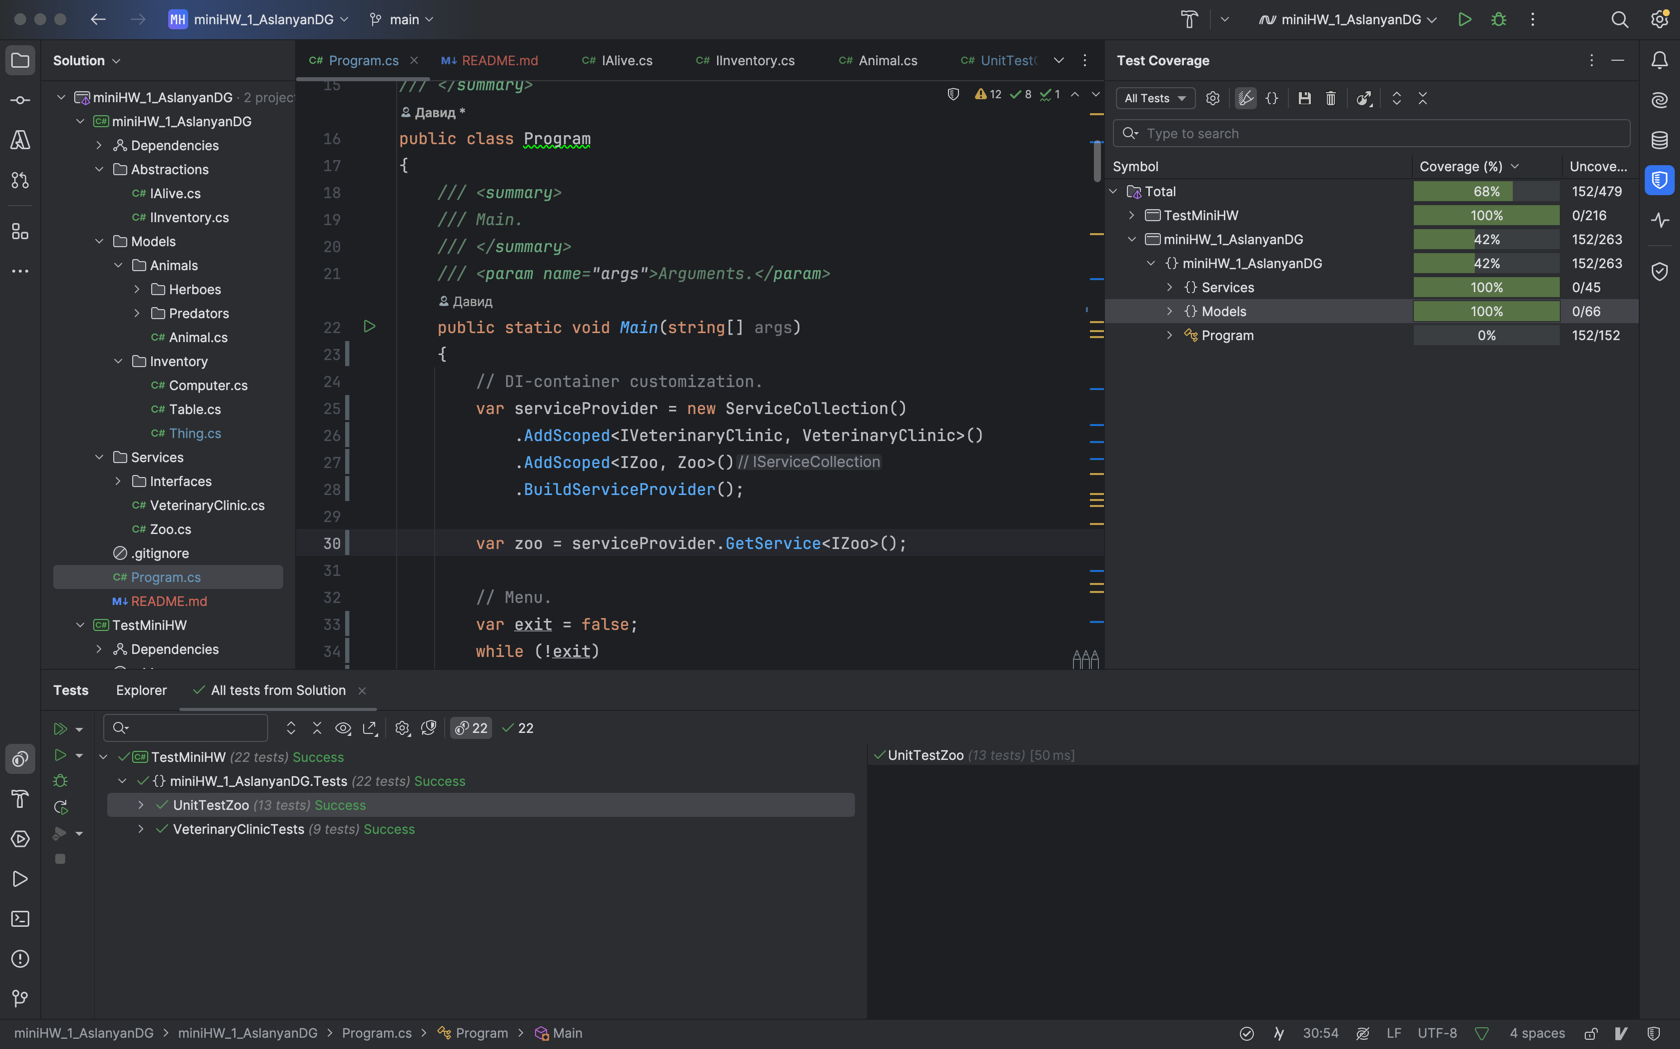 MH miniHW_1_AslanyanDG main miniHW_1_AslanyanDG
Solution
miniHW_1_AslanyanDG · 2 projec
miniHW_1_AslanyanDG
Dependencies
Abstractions
C# IAlive.cs
C# IInventory.cs
Models
Animals
Herboes
Predators
C# Animal.cs
Inventory
C# Computer.cs
C# Table.cs
C# Thing.cs
Services
Interfaces
C# VeterinaryClinic.cs
C# Zoo.cs
.gitignore
C# Program.cs
M↓ README.md
TestMiniHW
Dependencies
C# Program.cs M↓ README.md C# IAlive.cs C# IInventory.cs C# Animal.cs C# UnitTest
12 8 1
15 /// </summary>
Давид *
16 public class Program
17 {
18 /// <summary>
19 /// Main.
20 /// </summary>
21 /// <param name="args">Arguments.</param>
Давид
22 public static void Main(string[] args)
23 {
24 // DI-container customization.
25 var serviceProvider = new ServiceCollection()
26 .AddScoped<IVeterinaryClinic, VeterinaryClinic>()
27 .AddScoped<IZoo, Zoo>() // IServiceCollection
28 .BuildServiceProvider();
29
30 var zoo = serviceProvider.GetService<IZoo>();
31
32 // Menu.
33 var exit = false;
34 while (!exit)
Test Coverage
All Tests
Type to search
Symbol Coverage (%) Uncove...
Total 68% 152/479
TestMiniHW 100% 0/216
miniHW_1_AslanyanDG 42% 152/263
{} miniHW_1_AslanyanDG 42% 152/263
{} Services 100% 0/45
{} Models 100% 0/66
Program 0% 152/152
Tests Explorer All tests from Solution
22 22
TestMiniHW (22 tests) Success
{} miniHW_1_AslanyanDG.Tests (22 tests) Success
UnitTestZoo (13 tests) Success
VeterinaryClinicTests (9 tests) Success
UnitTestZoo (13 tests) [50 ms]
miniHW_1_AslanyanDG > miniHW_1_AslanyanDG > Program.cs > Program > Main
30:54 LF UTF-8 4 spaces